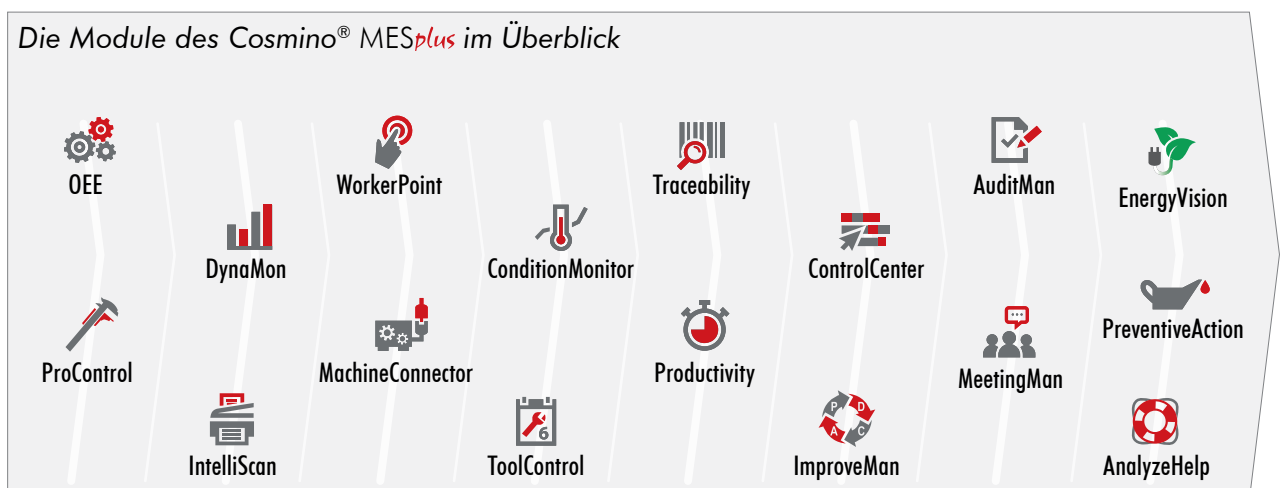 Die Module des Cosmino® MESplus im Überblick
OEE
WorkerPoint
Traceability
AuditMan
EnergyVision
DynaMon
ConditionMonitor
ControlCenter
ProControl
MachineConnector
Productivity
MeetingMan
PreventiveAction
IntelliScan
6
ToolControl
P D
A C
ImproveMan
AnalyzeHelp